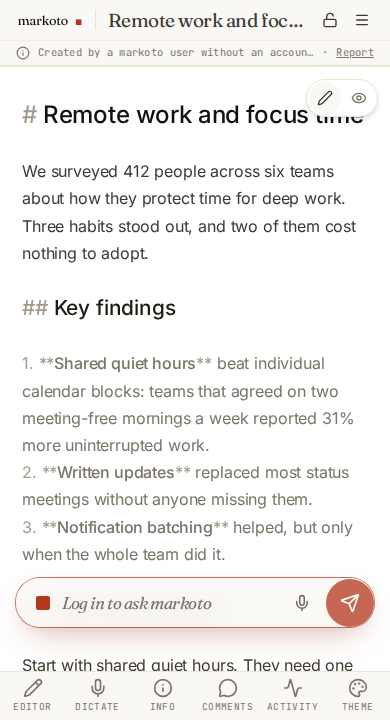 markoto
Remote work and foc...
Created by a markoto user without an accoun... · Report
# Remote work and focus time
We surveyed 412 people across six teams
about how they protect time for deep work.
Three habits stood out, and two of them cost
nothing to adopt.
## Key findings
1. **Shared quiet hours** beat individual
calendar blocks: teams that agreed on two
meeting-free mornings a week reported 31%
more uninterrupted work.
2. **Written updates** replaced most status
meetings without anyone missing them.
3. **Notification batching** helped, but only
when the whole team did it.
Log in to ask markoto
Start with shared quiet hours. They need one
EDITOR
DICTATE
INFO
COMMENTS
ACTIVITY
THEME